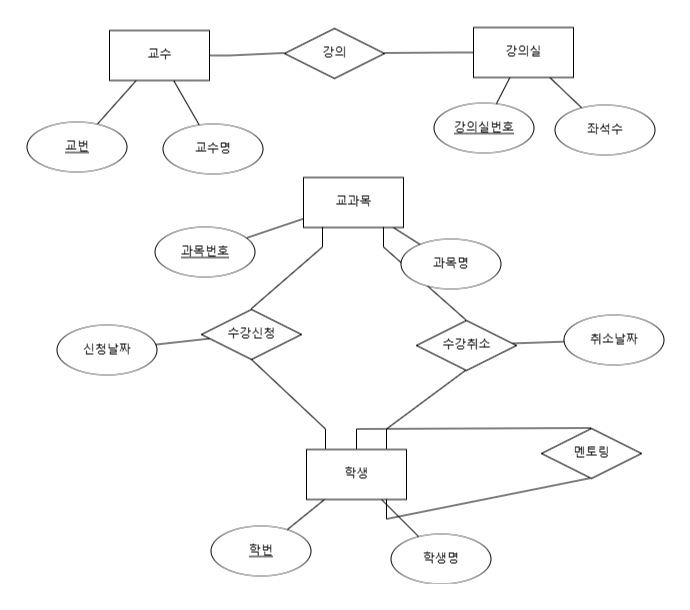 교수
강의
강의실
교번
교수명
강의실번호
좌석수
교과목
과목번호
과목명
신청날짜
수강신청
수강취소
취소날짜
학생
멘토링
학번
학생명